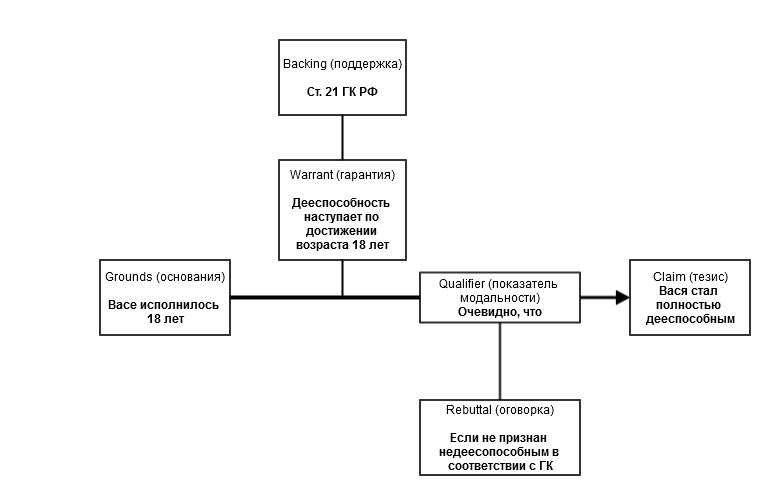 Backing (поддержка)
Ст. 21 ГК РФ
Warrant (гарантия)
Дееспособность
наступает по
достижении
возраста 18 лет
Grounds (основания)
Васе исполнилось
18 лет
Qualifier (показатель
модальности)
Очевидно, что
Claim (тезис)
Вася стал
полностью
дееспособным
Rebuttal (оговорка)
Если не признан
недеесопособным в
соответствии с ГК